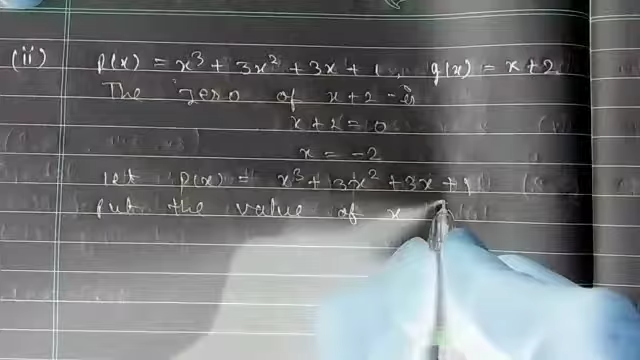 (ii) p(x) = x³ + 3x² + 3x + 1, g(x) = x + 2
The zero of x + 2 is
x + 2 = 0
x = -2
let p(x) = x³ + 3x² + 3x + 1
put the value of x